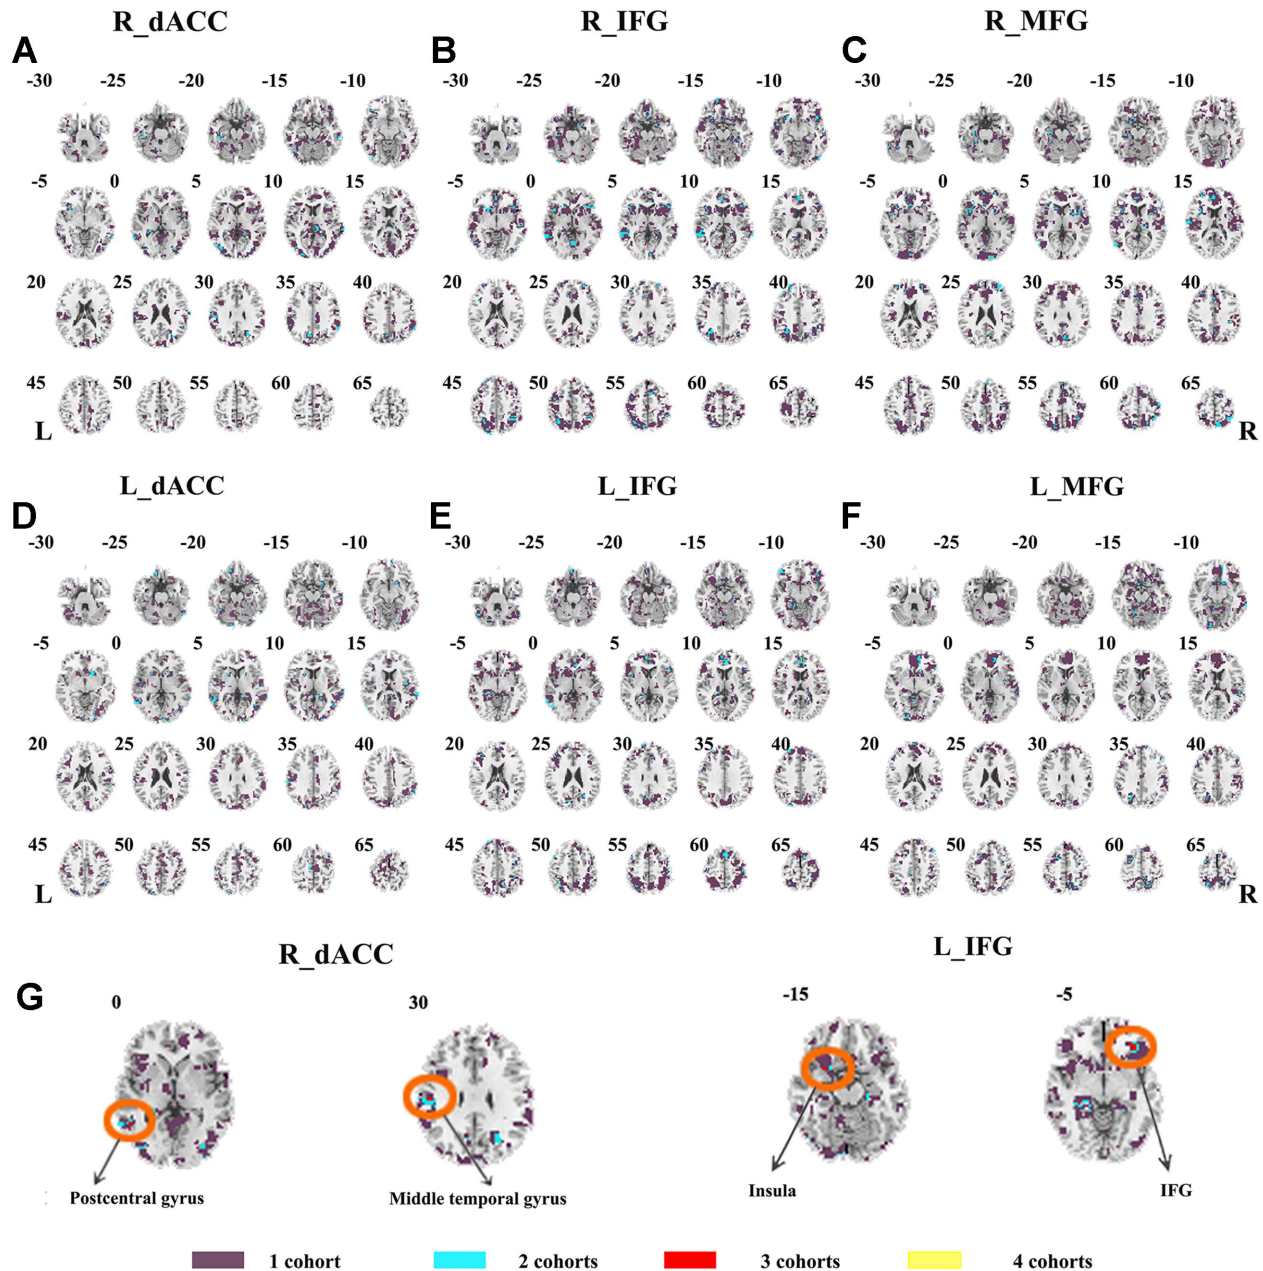 R_dACC R_IFG R_MFG
A B C
-30 -25 -20 -15 -10 -30 -25 -20 -15 -10 -30 -25 -20 -15 -10
-5 0 5 10 15 -5 0 5 10 15 -5 0 5 10 15
20 25 30 35 40 20 25 30 35 40 20 25 30 35 40
45 50 55 60 65 45 50 55 60 65 45 50 55 60 65
L R
L_dACC L_IFG L_MFG
D E F
-30 -25 -20 -15 -10 -30 -25 -20 -15 -10 -30 -25 -20 -15 -10
-5 0 5 10 15 -5 0 5 10 15 -5 0 5 10 15
20 25 30 35 40 20 25 30 35 40 20 25 30 35 40
45 50 55 60 65 45 50 55 60 65 45 50 55 60 65
L R
R_dACC L_IFG
G
0 30 -15 -5
Postcentral gyrus Middle temporal gyrus Insula IFG
1 cohort 2 cohorts 3 cohorts 4 cohorts